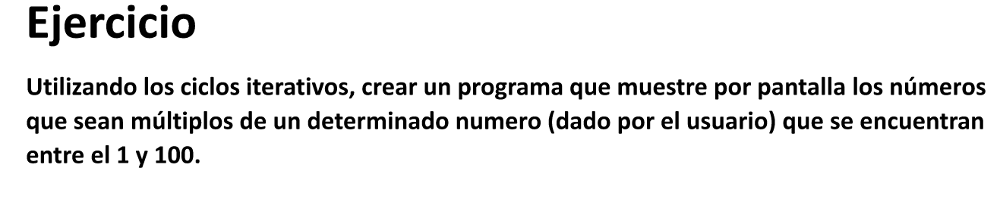 Ejercicio
Utilizando los ciclos iterativos, crear un programa que muestre por pantalla los números
que sean múltiplos de un determinado numero (dado por el usuario) que se encuentran
entre el 1 y 100.